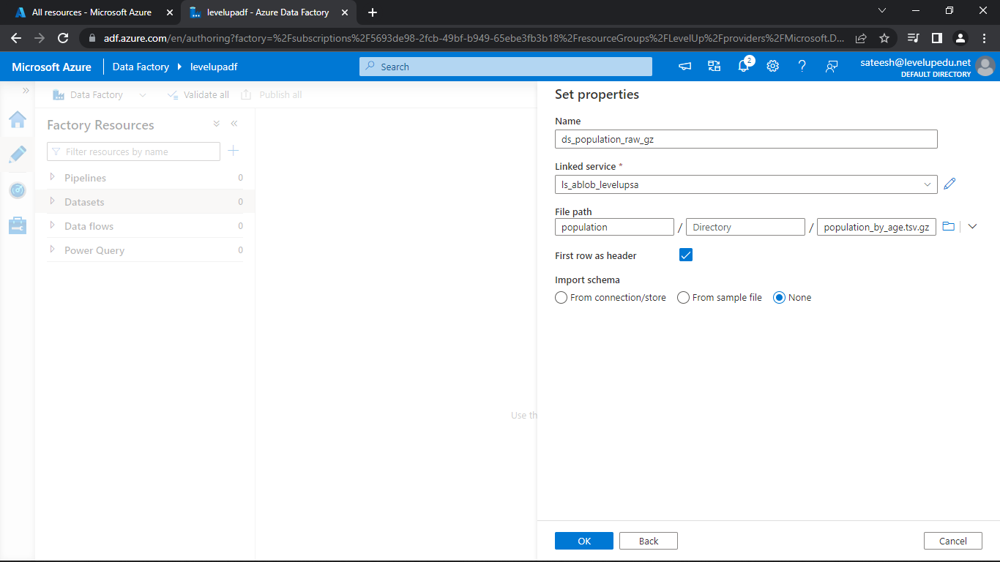 All resources - Microsoft Azure
levelupadf - Azure Data Factory
adf.azure.com/en/authoring?factory=%2Fsubscriptions%2F5693de98-2fcb-49bf-b949-65ebe3fb3b18%2FresourceGroups%2FLevelUp%2Fproviders%2FMicrosoft.D...
Microsoft Azure
Data Factory
levelupadf
Search
2
sateesh@levelupedu.net
DEFAULT DIRECTORY
Data Factory
Validate all
Publish all
Factory Resources
Filter resources by name
Pipelines 0
Datasets 0
Data flows 0
Power Query 0
Use th
Set properties
Name
ds_population_raw_gz
Linked service *
ls_ablob_levelupsa
File path
population / Directory / population_by_age.tsv.gz
First row as header
Import schema
From connection/store From sample file None
OK Back Cancel